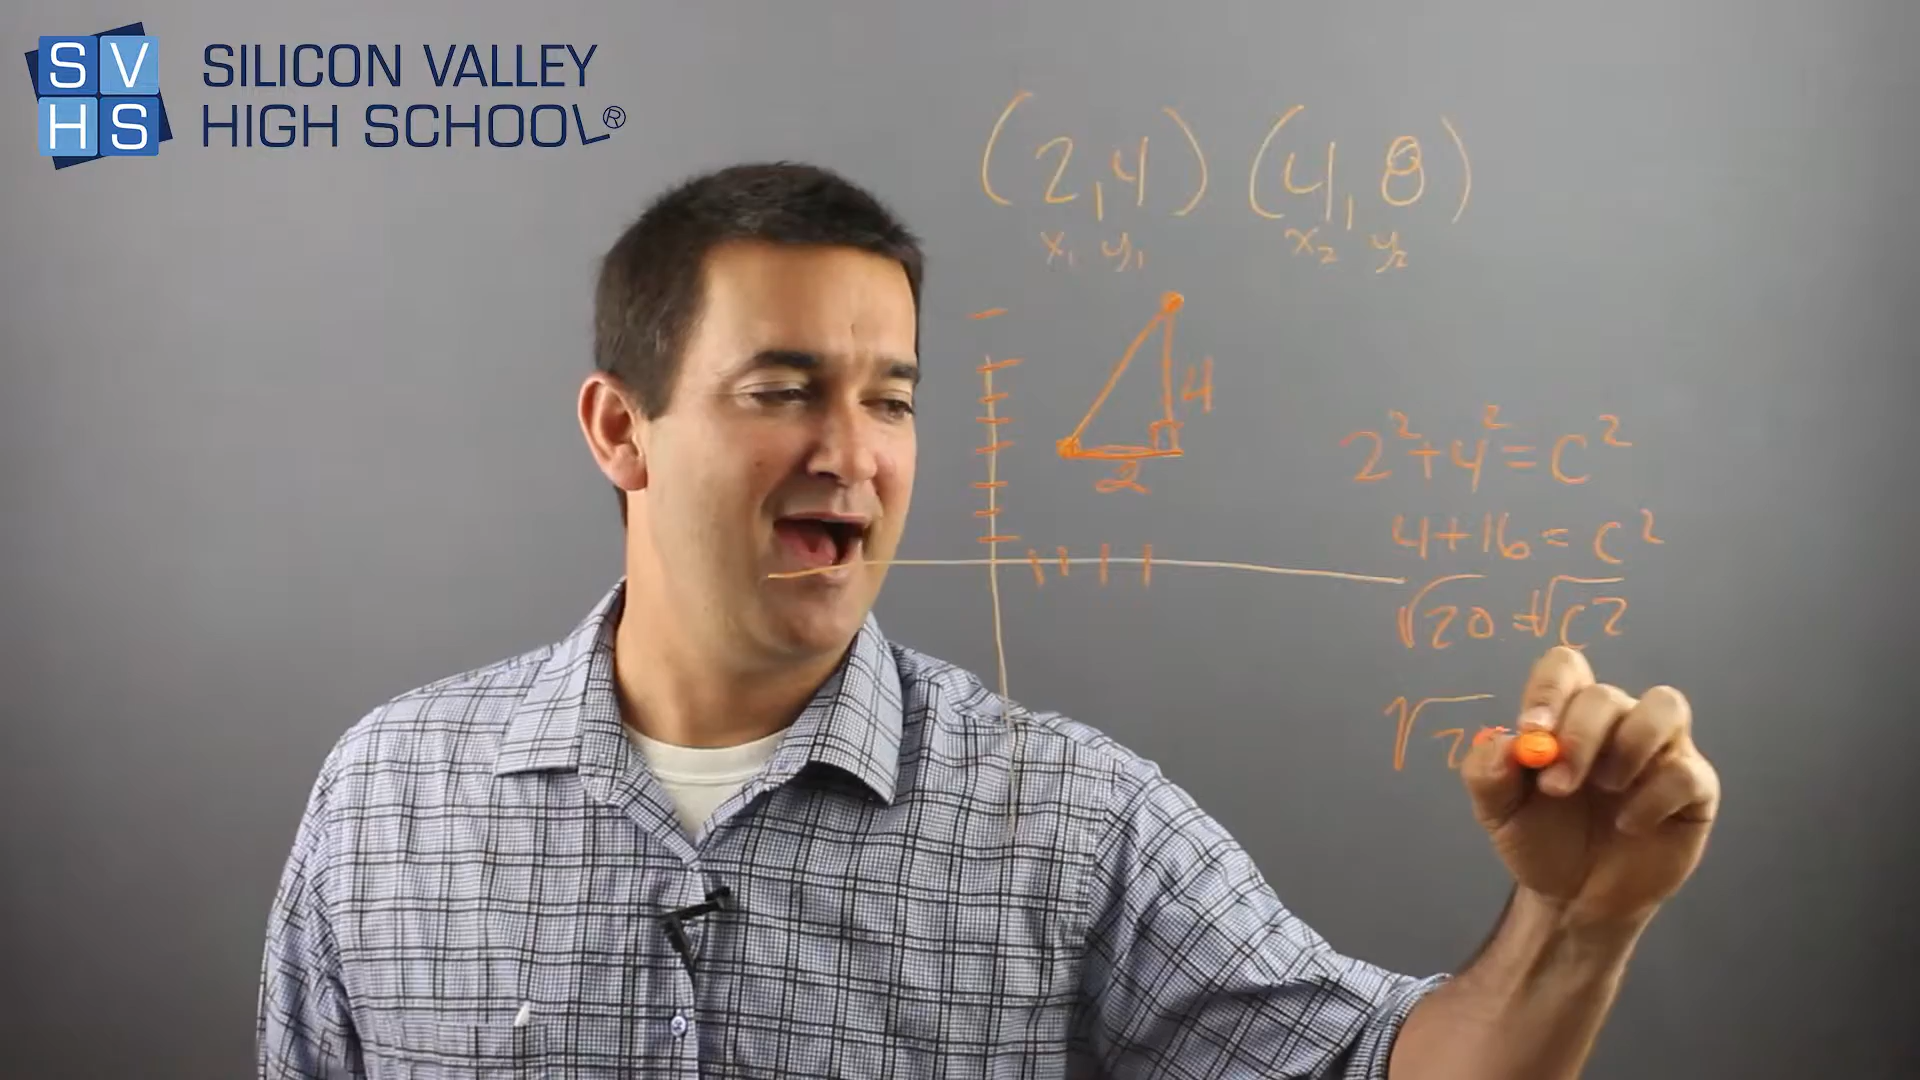 SVHS
SILICON VALLEY
HIGH SCHOOL®
(2,4) (4,8)
x₁ y₁ x₂ y₂
4
2
2²+4²=C²
4+16=C²
√20=√C²